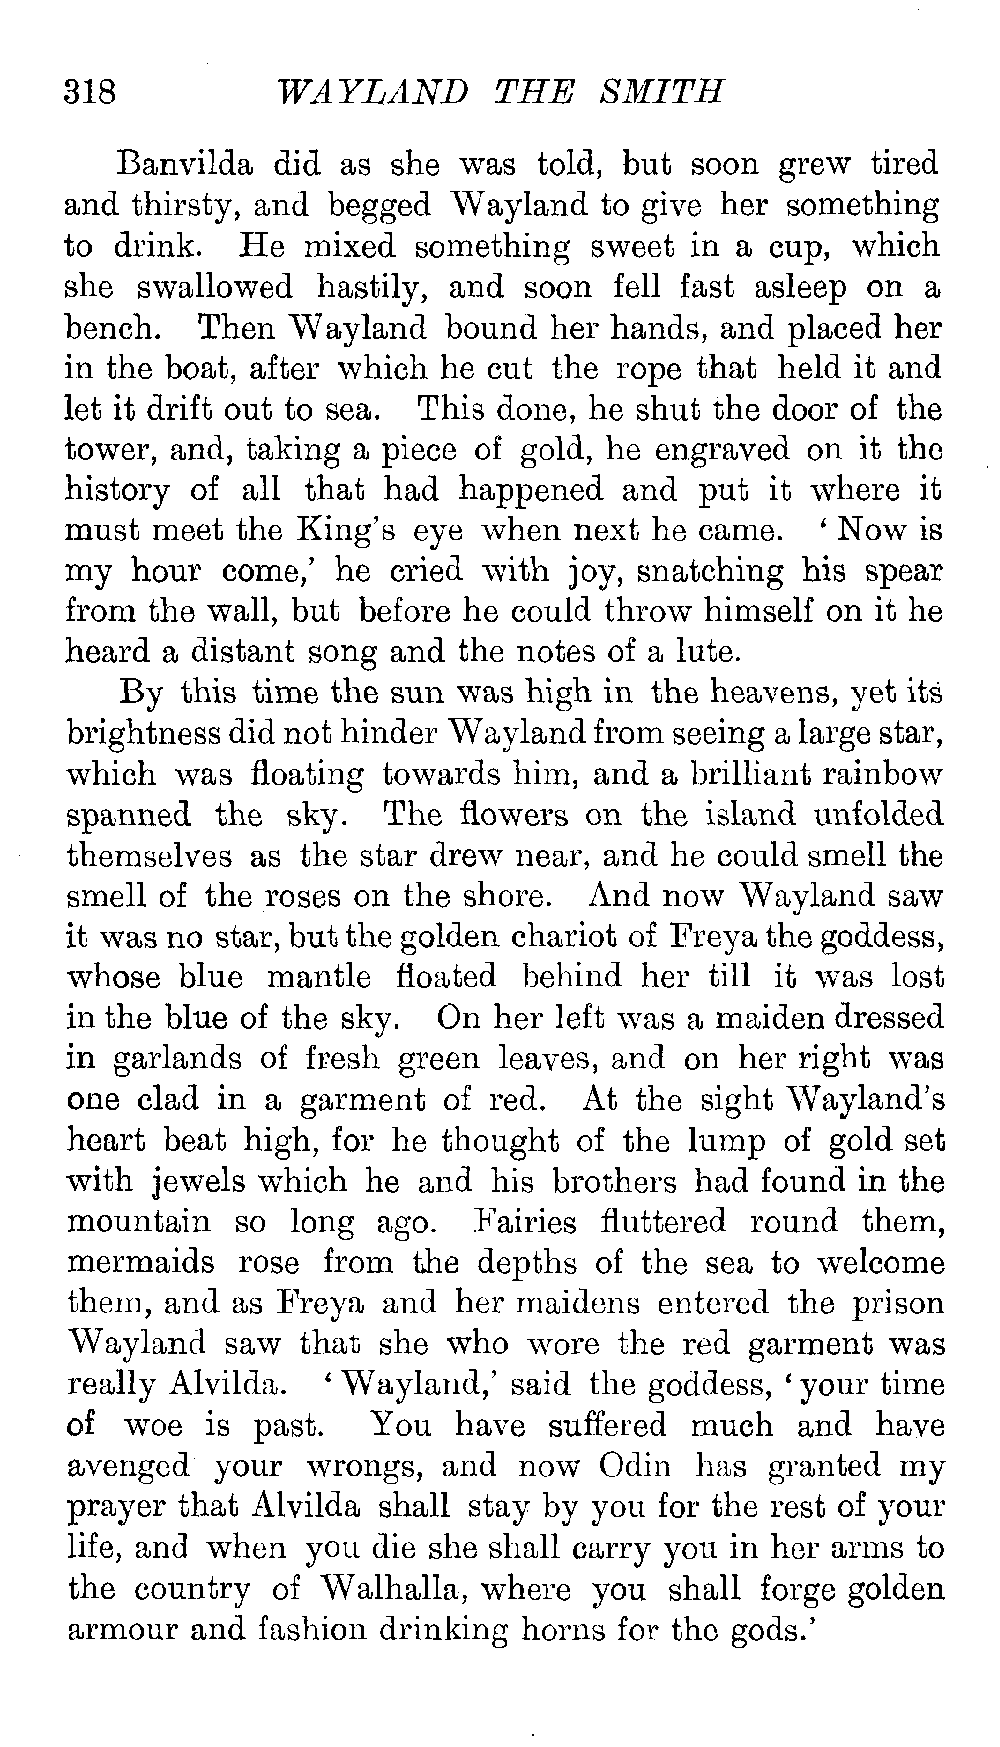 318 WAYLAND THE SMITH
Banvilda did as she was told, but soon grew tired
and thirsty, and begged Wayland to give her something
to drink. He mixed something sweet in a cup, which
she swallowed hastily, and soon fell fast asleep on a
bench. Then Wayland bound her hands, and placed her
in the boat, after which he cut the rope that held it and
let it drift out to sea. This done, he shut the door of the
tower, and, taking a piece of gold, he engraved on it the
history of all that had happened and put it where it
must meet the King's eye when next he came. ‘Now is
my hour come,’ he cried with joy, snatching his spear
from the wall, but before he could throw himself on it he
heard a distant song and the notes of a lute.
By this time the sun was high in the heavens, yet its
brightness did not hinder Wayland from seeing a large star,
which was floating towards him, and a brilliant rainbow
spanned the sky. The flowers on the island unfolded
themselves as the star drew near, and he could smell the
smell of the roses on the shore. And now Wayland saw
it was no star, but the golden chariot of Freya the goddess,
whose blue mantle floated behind her till it was lost
in the blue of the sky. On her left was a maiden dressed
in garlands of fresh green leaves, and on her right was
one clad in a garment of red. At the sight Wayland's
heart beat high, for he thought of the lump of gold set
with jewels which he and his brothers had found in the
mountain so long ago. Fairies fluttered round them,
mermaids rose from the depths of the sea to welcome
them, and as Freya and her maidens entered the prison
Wayland saw that she who wore the red garment was
really Alvilda. ‘Wayland,’ said the goddess, ‘your time
of woe is past. You have suffered much and have
avenged your wrongs, and now Odin has granted my
prayer that Alvilda shall stay by you for the rest of your
life, and when you die she shall carry you in her arms to
the country of Walhalla, where you shall forge golden
armour and fashion drinking horns for the gods.’